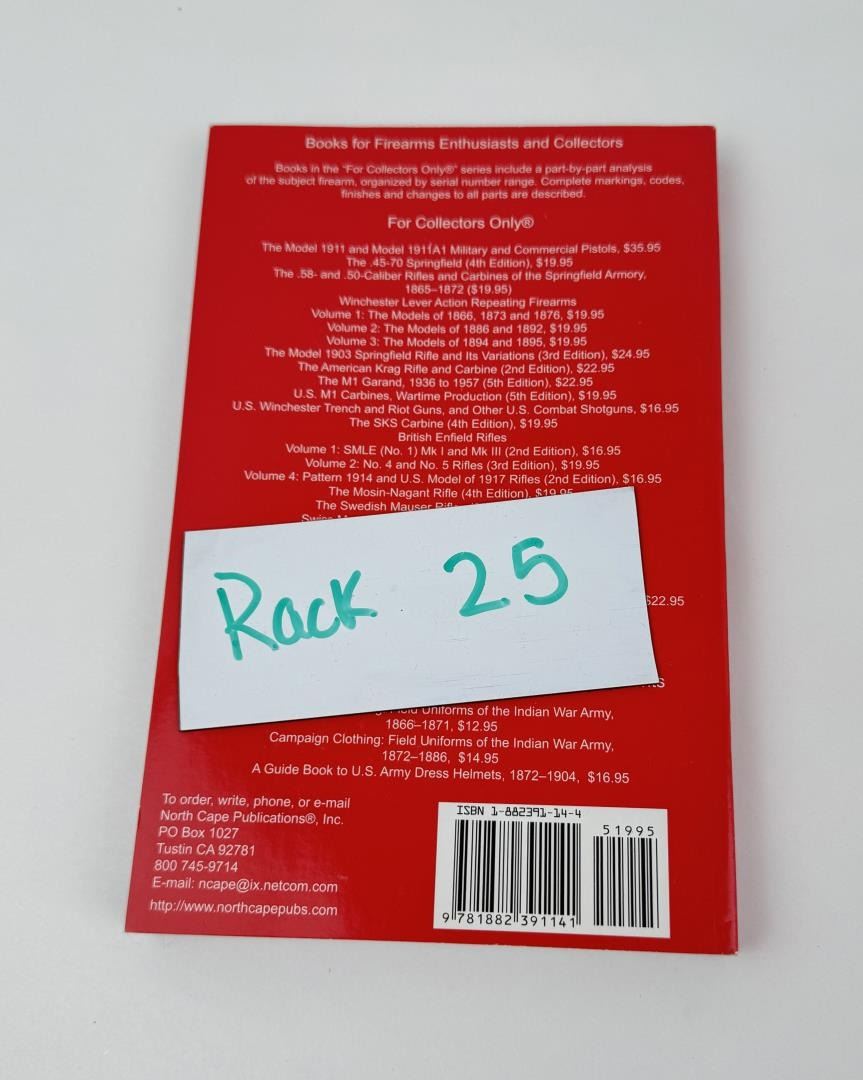 Books for Firearms Enthusiasts and Collectors
Books in the "For Collectors Only®" series include a part-by-part analysis
of the subject firearm, organized by serial number range. Complete markings, codes,
finishes and changes to all parts are described.
For Collectors Only®
The Model 1911 and Model 1911A1 Military and Commercial Pistols, $35.95
The .45-70 Springfield (4th Edition), $19.95
The .58- and .50-Caliber Rifles and Carbines of the Springfield Armory,
1865–1872 ($19.95)
Winchester Lever Action Repeating Firearms
Volume 1: The Models of 1866, 1873 and 1876, $19.95
Volume 2: The Models of 1886 and 1892, $19.95
Volume 3: The Models of 1894 and 1895, $19.95
The Model 1903 Springfield Rifle and Its Variations (3rd Edition), $24.95
The American Krag Rifle and Carbine (2nd Edition), $22.95
The M1 Garand, 1936 to 1957 (5th Edition), $22.95
U.S. M1 Carbines, Wartime Production (5th Edition), $19.95
U.S. Winchester Trench and Riot Guns, and Other U.S. Combat Shotguns, $16.95
The SKS Carbine (4th Edition), $19.95
British Enfield Rifles
Volume 1: SMLE (No. 1) Mk I and Mk III (2nd Edition), $16.95
Volume 2: No. 4 and No. 5 Rifles (3rd Edition), $19.95
Volume 4: Pattern 1914 and U.S. Model of 1917 Rifles (2nd Edition), $16.95
The Mosin-Nagant Rifle (4th Edition), $19.95
The Swedish Mauser
Rack 25
$22.95
Field Uniforms of the Indian War Army,
1866–1871, $12.95
Campaign Clothing: Field Uniforms of the Indian War Army,
1872–1886, $14.95
A Guide Book to U.S. Army Dress Helmets, 1872–1904, $16.95
To order, write, phone, or e-mail
North Cape Publications®, Inc.
PO Box 1027
Tustin CA 92781
800 745-9714
E-mail: ncape@ix.netcom.com
http://www.northcapepubs.com
ISBN 1-882391-14-4
51995
9 781882 391141